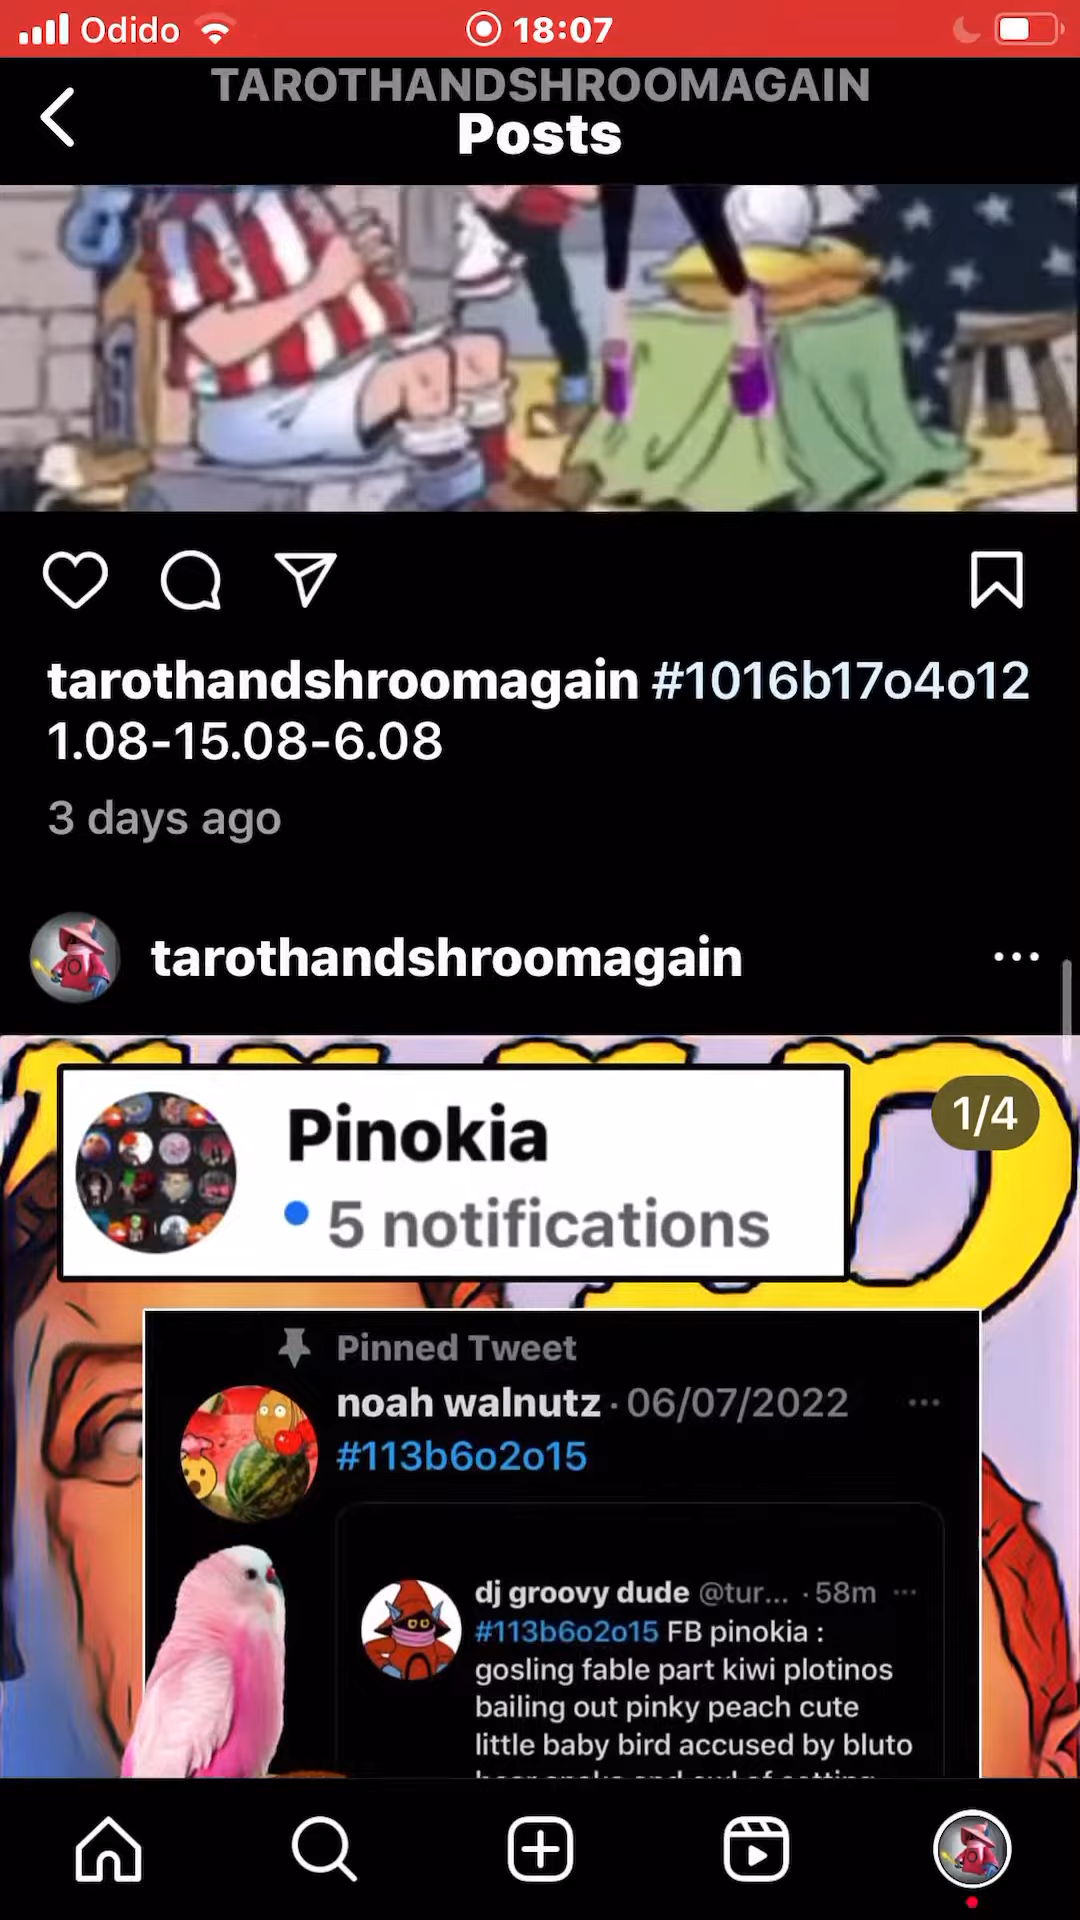 Odido
18:07
TAROTHANDSHROOMAGAIN
Posts
tarothandshroomagain #1016b17o4o12
1.08-15.08-6.08
3 days ago
tarothandshroomagain
1/4
Pinokia
5 notifications
Pinned Tweet
noah walnutz · 06/07/2022
#113b6o2o15
dj groovy dude @tur... · 58m
#113b6o2o15 FB pinokia :
gosling fable part kiwi plotinos
bailing out pinky peach cute
little baby bird accused by bluto